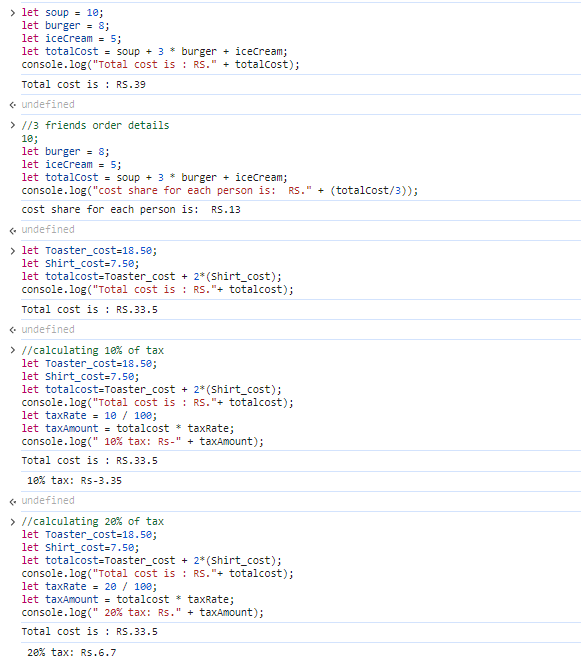 let soup = 10;
let burger = 8;
let iceCream = 5;
let totalCost = soup + 3 * burger + iceCream;
console.log("Total cost is : RS." + totalCost);
Total cost is : RS.39
undefined
//3 friends order details
10;
let burger = 8;
let iceCream = 5;
let totalCost = soup + 3 * burger + iceCream;
console.log("cost share for each person is:  RS." + (totalCost/3));
cost share for each person is:  RS.13
undefined
let Toaster_cost=18.50;
let Shirt_cost=7.50;
let totalcost=Toaster_cost + 2*(Shirt_cost);
console.log("Total cost is : RS."+ totalcost);
Total cost is : RS.33.5
undefined
//calculating 10% of tax
let Toaster_cost=18.50;
let Shirt_cost=7.50;
let totalcost=Toaster_cost + 2*(Shirt_cost);
console.log("Total cost is : RS."+ totalcost);
let taxRate = 10 / 100;
let taxAmount = totalcost * taxRate;
console.log(" 10% tax: Rs-" + taxAmount);
Total cost is : RS.33.5
10% tax: Rs-3.35
undefined
//calculating 20% of tax
let Toaster_cost=18.50;
let Shirt_cost=7.50;
let totalcost=Toaster_cost + 2*(Shirt_cost);
console.log("Total cost is : RS."+ totalcost);
let taxRate = 20 / 100;
let taxAmount = totalcost * taxRate;
console.log(" 20% tax: Rs." + taxAmount);
Total cost is : RS.33.5
20% tax: Rs.6.7